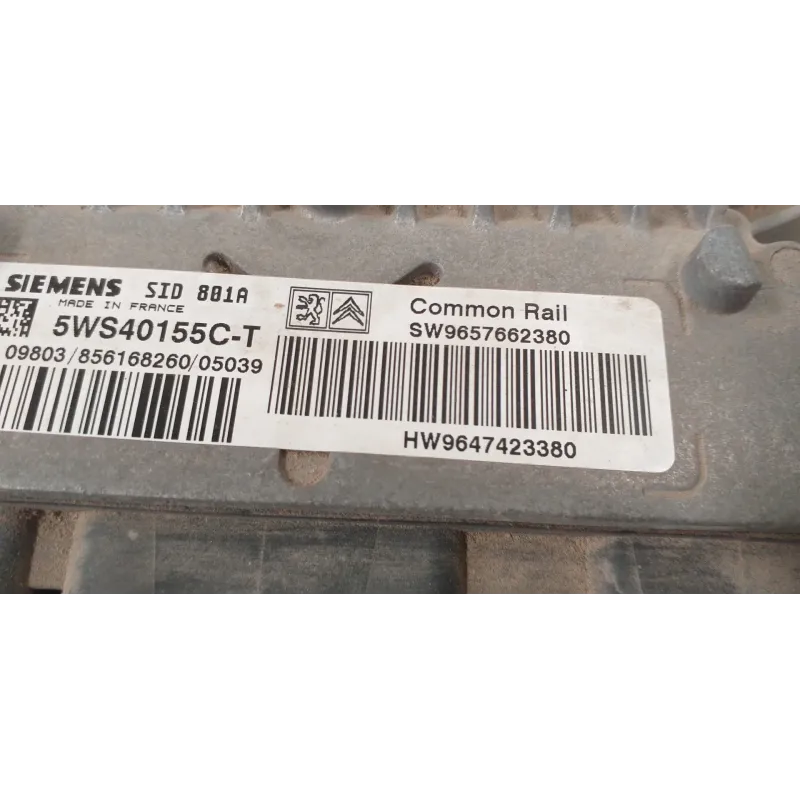 SIEMENS SID 801A
MADE IN FRANCE
5WS40155C-T
09803/856168260/05039
Common Rail
SW9657662380
HW9647423380